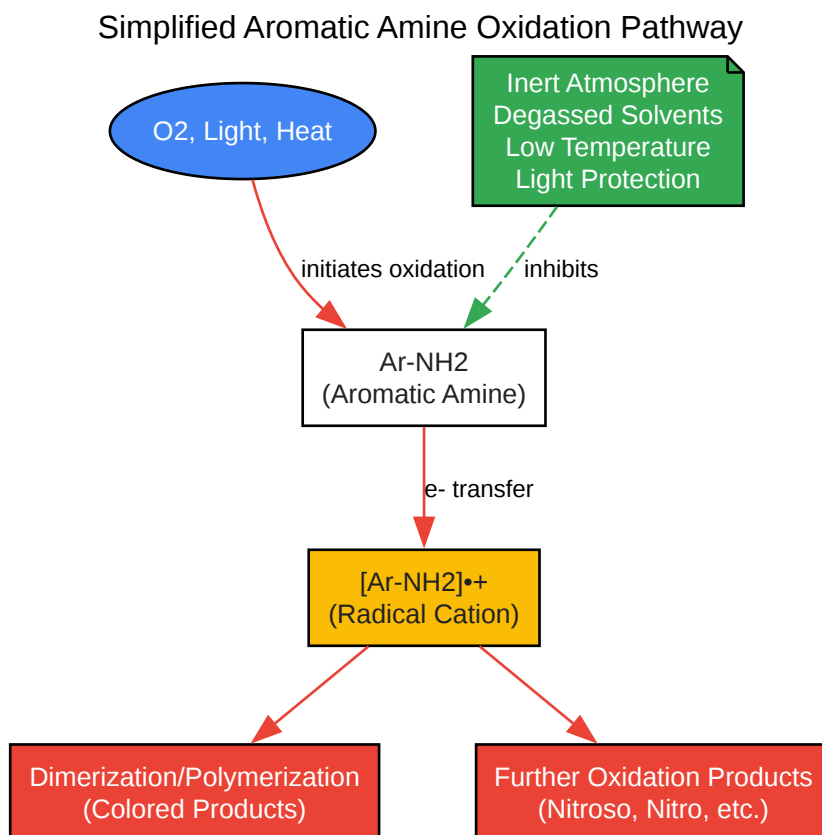 Simplified Aromatic Amine Oxidation Pathway
O2, Light, Heat
Inert Atmosphere
Degassed Solvents
Low Temperature
Light Protection
initiates oxidation
inhibits
Ar-NH2
(Aromatic Amine)
e- transfer
[Ar-NH2]•+
(Radical Cation)
Dimerization/Polymerization
(Colored Products)
Further Oxidation Products
(Nitroso, Nitro, etc.)